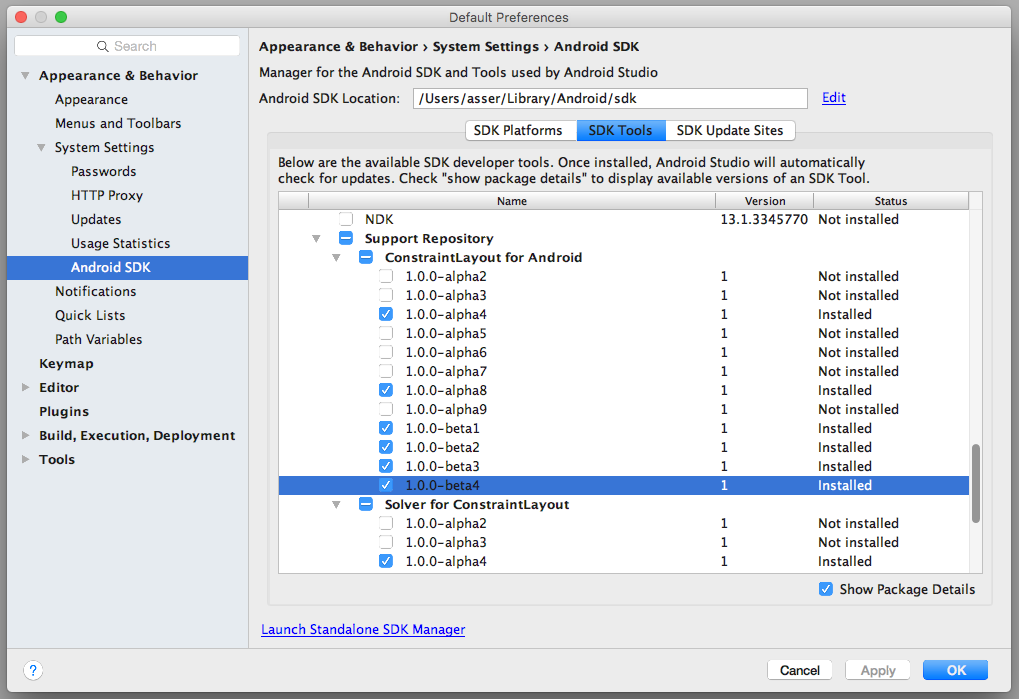 Default Preferences
Search
Appearance & Behavior
Appearance
Menus and Toolbars
System Settings
Passwords
HTTP Proxy
Updates
Usage Statistics
Android SDK
Notifications
Quick Lists
Path Variables
Keymap
Editor
Plugins
Build, Execution, Deployment
Tools
Appearance & Behavior › System Settings › Android SDK
Manager for the Android SDK and Tools used by Android Studio
Android SDK Location: /Users/asser/Library/Android/sdk Edit
SDK Platforms SDK Tools SDK Update Sites
Below are the available SDK developer tools. Once installed, Android Studio will automatically
check for updates. Check "show package details" to display available versions of an SDK Tool.
Name Version Status
NDK 13.1.3345770 Not installed
Support Repository
ConstraintLayout for Android
1.0.0-alpha2 1 Not installed
1.0.0-alpha3 1 Not installed
1.0.0-alpha4 1 Installed
1.0.0-alpha5 1 Not installed
1.0.0-alpha6 1 Not installed
1.0.0-alpha7 1 Not installed
1.0.0-alpha8 1 Installed
1.0.0-alpha9 1 Not installed
1.0.0-beta1 1 Installed
1.0.0-beta2 1 Installed
1.0.0-beta3 1 Installed
1.0.0-beta4 1 Installed
Solver for ConstraintLayout
1.0.0-alpha2 1 Not installed
1.0.0-alpha3 1 Not installed
1.0.0-alpha4 1 Installed
Show Package Details
Launch Standalone SDK Manager
? Cancel Apply OK